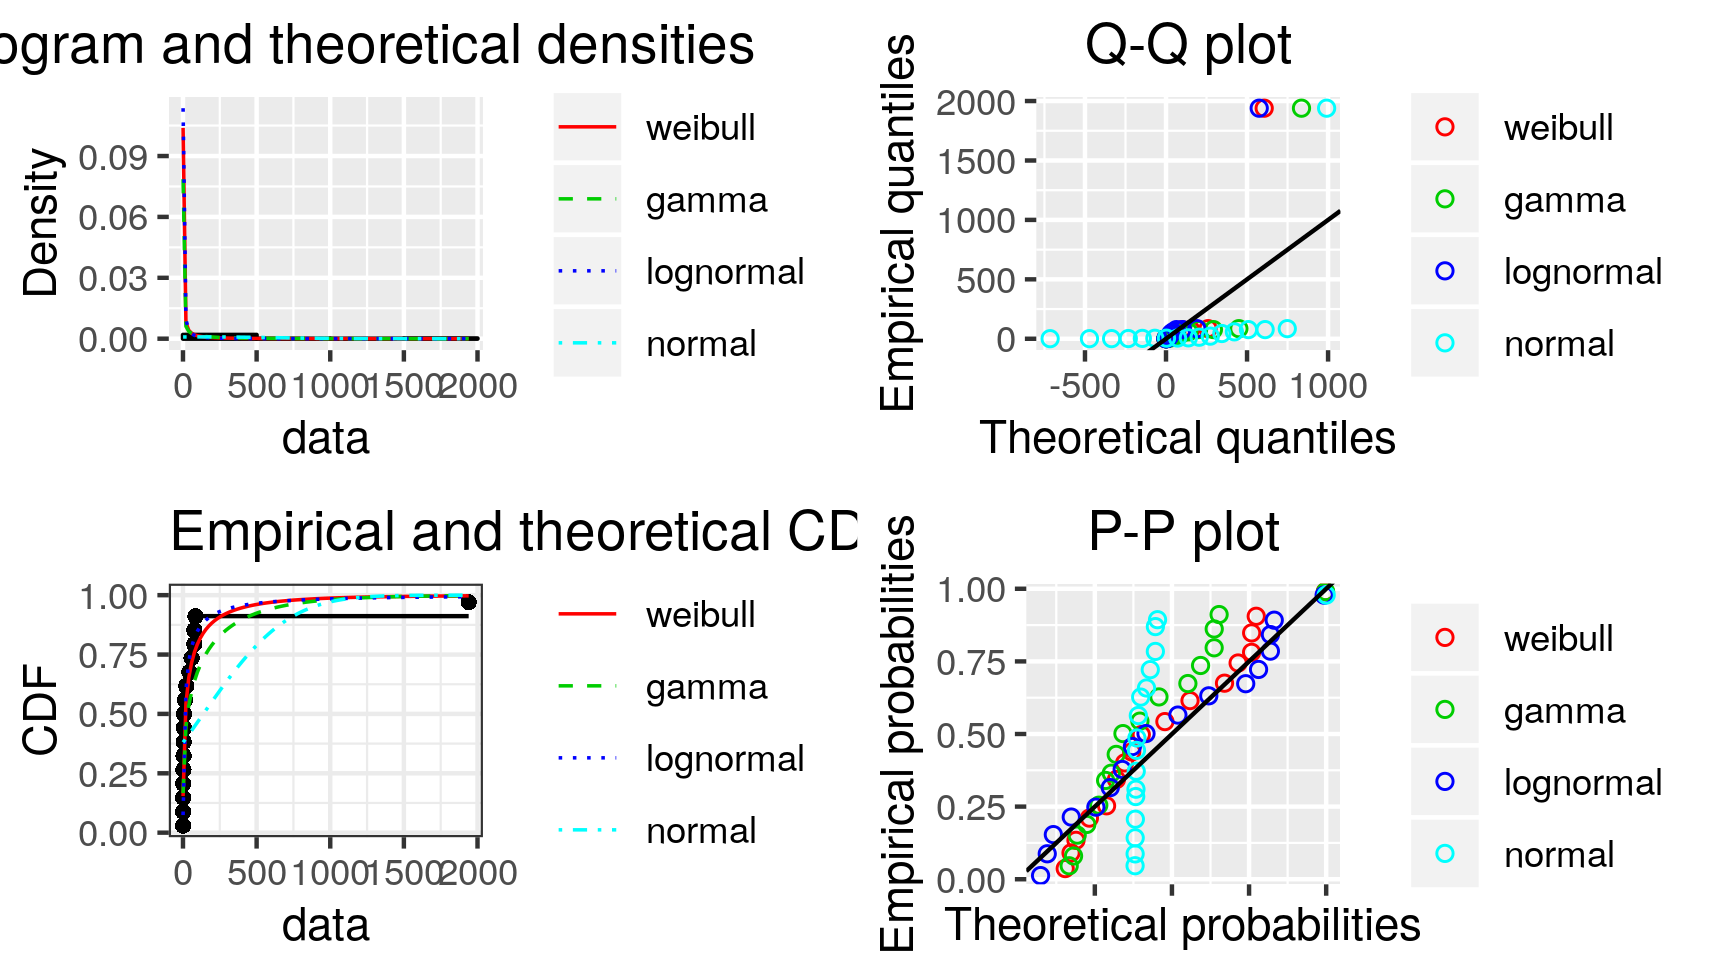 ogram and theoretical densities
Density
0.09
0.06
0.03
0.00
0 500 1000 1500 2000
data
weibull
gamma
lognormal
normal
Q-Q plot
Empirical quantiles
2000
1500
1000
500
0
-500 0 500 1000
Theoretical quantiles
weibull
gamma
lognormal
normal
Empirical and theoretical CD
CDF
1.00
0.75
0.50
0.25
0.00
0 500 1000 1500 2000
data
weibull
gamma
lognormal
normal
P-P plot
Empirical probabilities
1.00
0.75
0.50
0.25
0.00
Theoretical probabilities
weibull
gamma
lognormal
normal